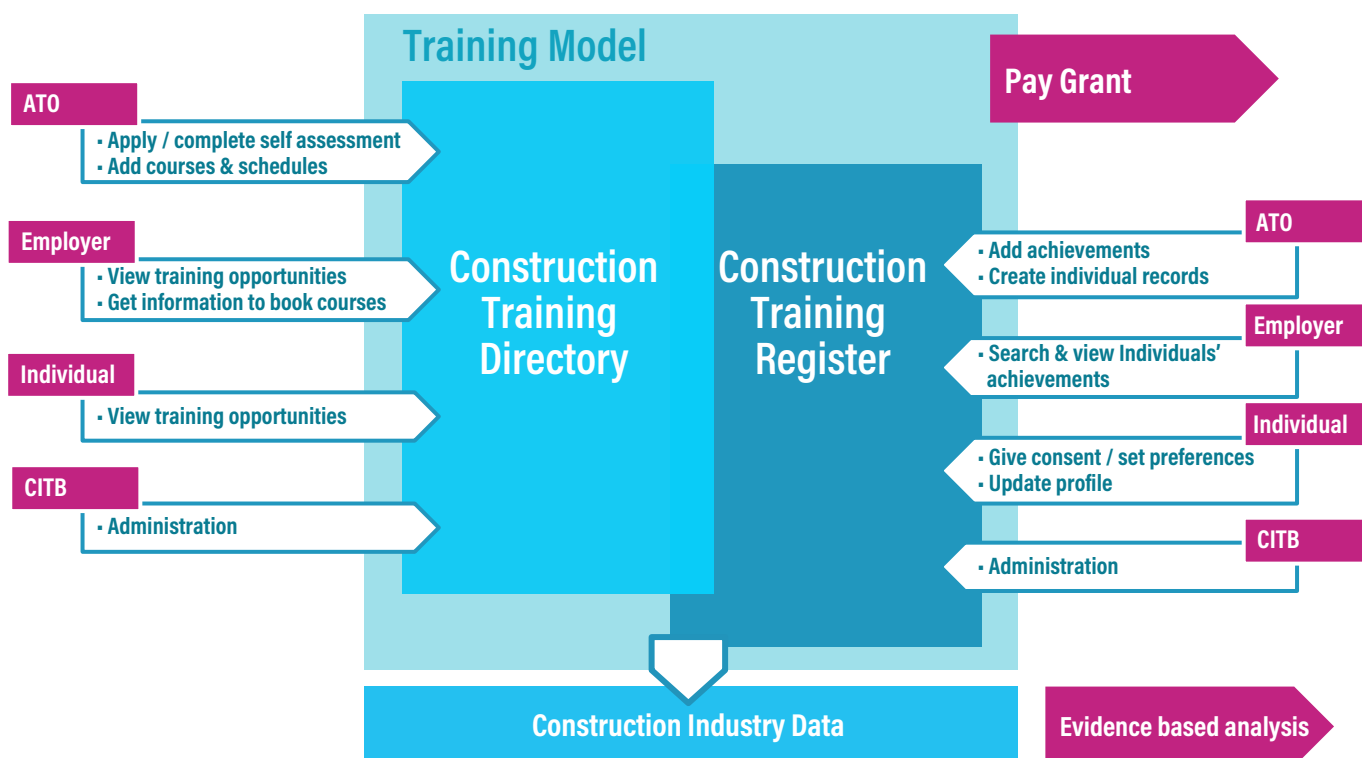 Training Model
Pay Grant
ATO
▪ Apply / complete self assessment
▪ Add courses & schedules
Employer
▪ View training opportunities
▪ Get information to book courses
Individual
▪ View training opportunities
CITB
▪ Administration
Construction
Training
Directory
Construction
Training
Register
ATO
▪ Add achievements
▪ Create individual records
Employer
▪ Search & view Individuals’
achievements
Individual
▪ Give consent / set preferences
▪ Update profile
CITB
▪ Administration
Construction Industry Data
Evidence based analysis